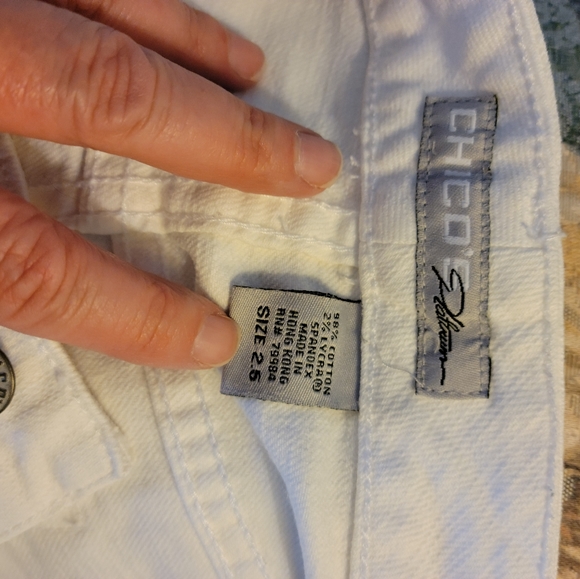 CHICO'S
Platinum
98% COTTON
2% LYCRA(R)
SPANDEX
MADE IN
HONG KONG
RN# 79984
SIZE 2.5